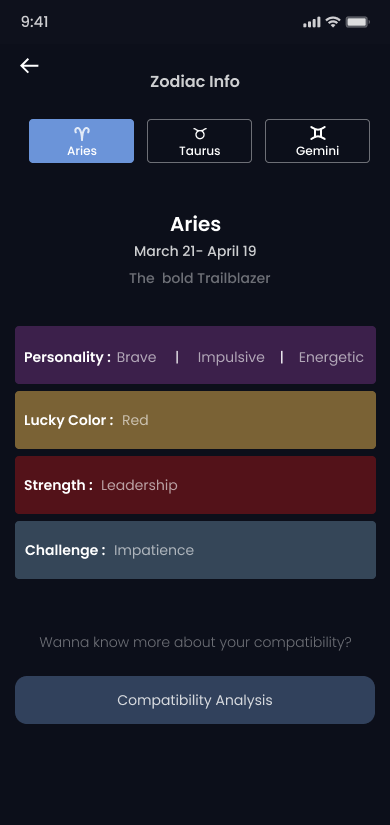 9:41
Zodiac Info
Aries Taurus Gemini
Aries
March 21- April 19
The bold Trailblazer
Personality : Brave | Impulsive | Energetic
Lucky Color : Red
Strength : Leadership
Challenge : Impatience
Wanna know more about your compatibility?
Compatibility Analysis